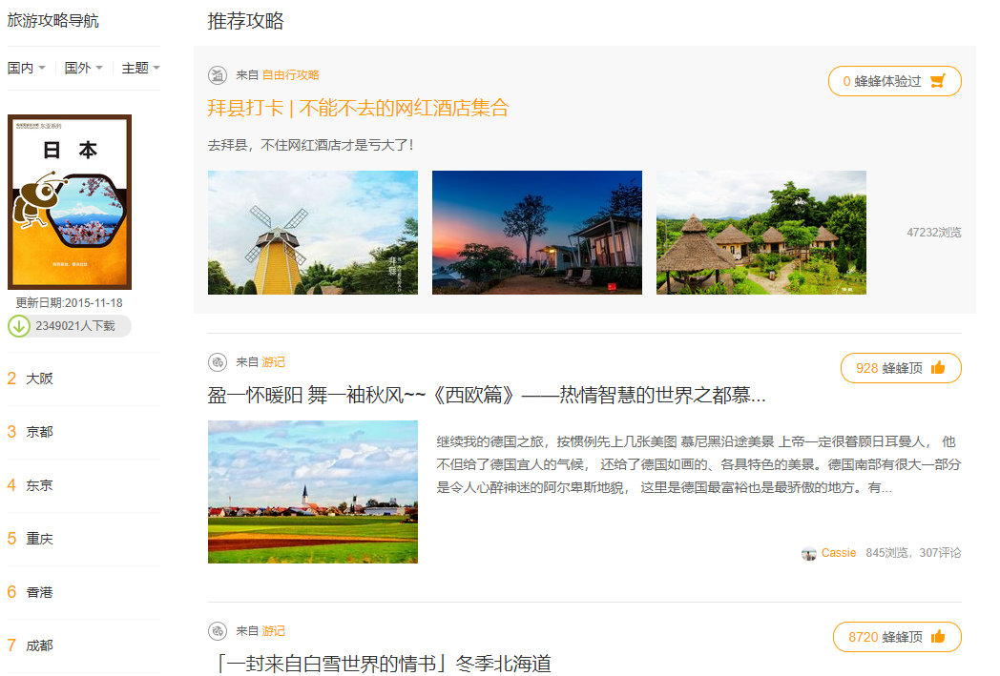 旅游攻略导航
国内
国外
主题
日 本
更新日期:2015-11-18
2349021人下载
2 大阪
3 京都
4 东京
5 重庆
6 香港
7 成都
推荐攻略
来自 自由行攻略
0 蜂蜂体验过
拜县打卡 | 不能不去的网红酒店集合
去拜县，不住网红酒店才是亏大了！
47232浏览
来自 游记
928 蜂蜂顶
盈一怀暖阳 舞一袖秋风~~《西欧篇》——热情智慧的世界之都慕...
继续我的德国之旅，按惯例先上几张美图 慕尼黑沿途美景 上帝一定很眷顾日耳曼人， 他
不但给了德国宜人的气候， 还给了德国如画的、各具特色的美景。德国南部有很大一部分
是令人心醉神迷的阿尔卑斯地貌， 这里是德国最富裕也是最骄傲的地方。有...
Cassie 845浏览，307评论
来自 游记
8720 蜂蜂顶
「一封来自白雪世界的情书」冬季北海道